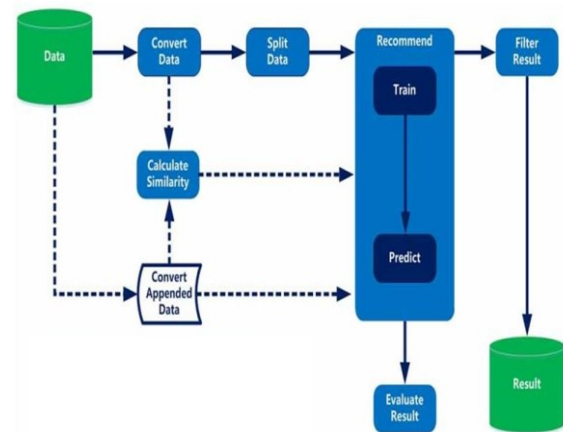 Data
Convert
Data
Split
Data
Recommend
Filter
Result
Train
Calculate
Similarity
Predict
Convert
Appended
Data
Evaluate
Result
Result